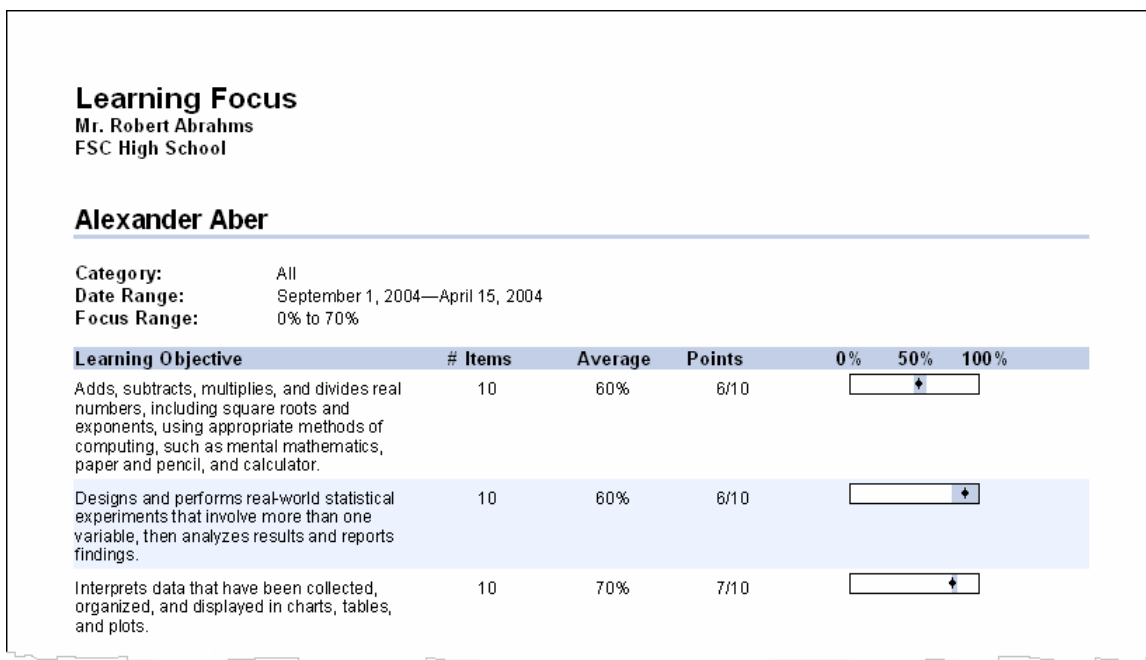 Learning Focus
Mr. Robert Abrahms
FSC High School
Alexander Aber
Category: All
Date Range: September 1, 2004—April 15, 2004
Focus Range: 0% to 70%
Learning Objective # Items Average Points 0% 50% 100%
Adds, subtracts, multiplies, and divides real 10 60% 6/10
numbers, including square roots and
exponents, using appropriate methods of
computing, such as mental mathematics,
paper and pencil, and calculator.
Designs and performs real-world statistical 10 60% 6/10
experiments that involve more than one
variable, then analyzes results and reports
findings.
Interprets data that have been collected, 10 70% 7/10
organized, and displayed in charts, tables,
and plots.